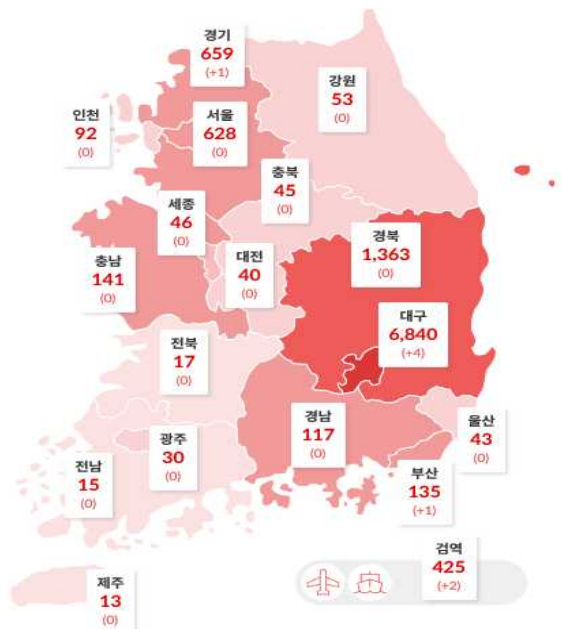 경기
659
(+1)
강원
53
(0)
인천
92
(0)
서울
628
(0)
충북
45
(0)
세종
46
(0)
경북
1,363
(0)
충남
141
(0)
대전
40
(0)
대구
6,840
(+4)
전북
17
(0)
경남
117
(0)
울산
43
(0)
광주
30
(0)
전남
15
(0)
부산
135
(+1)
검역
425
(+2)
제주
13
(0)